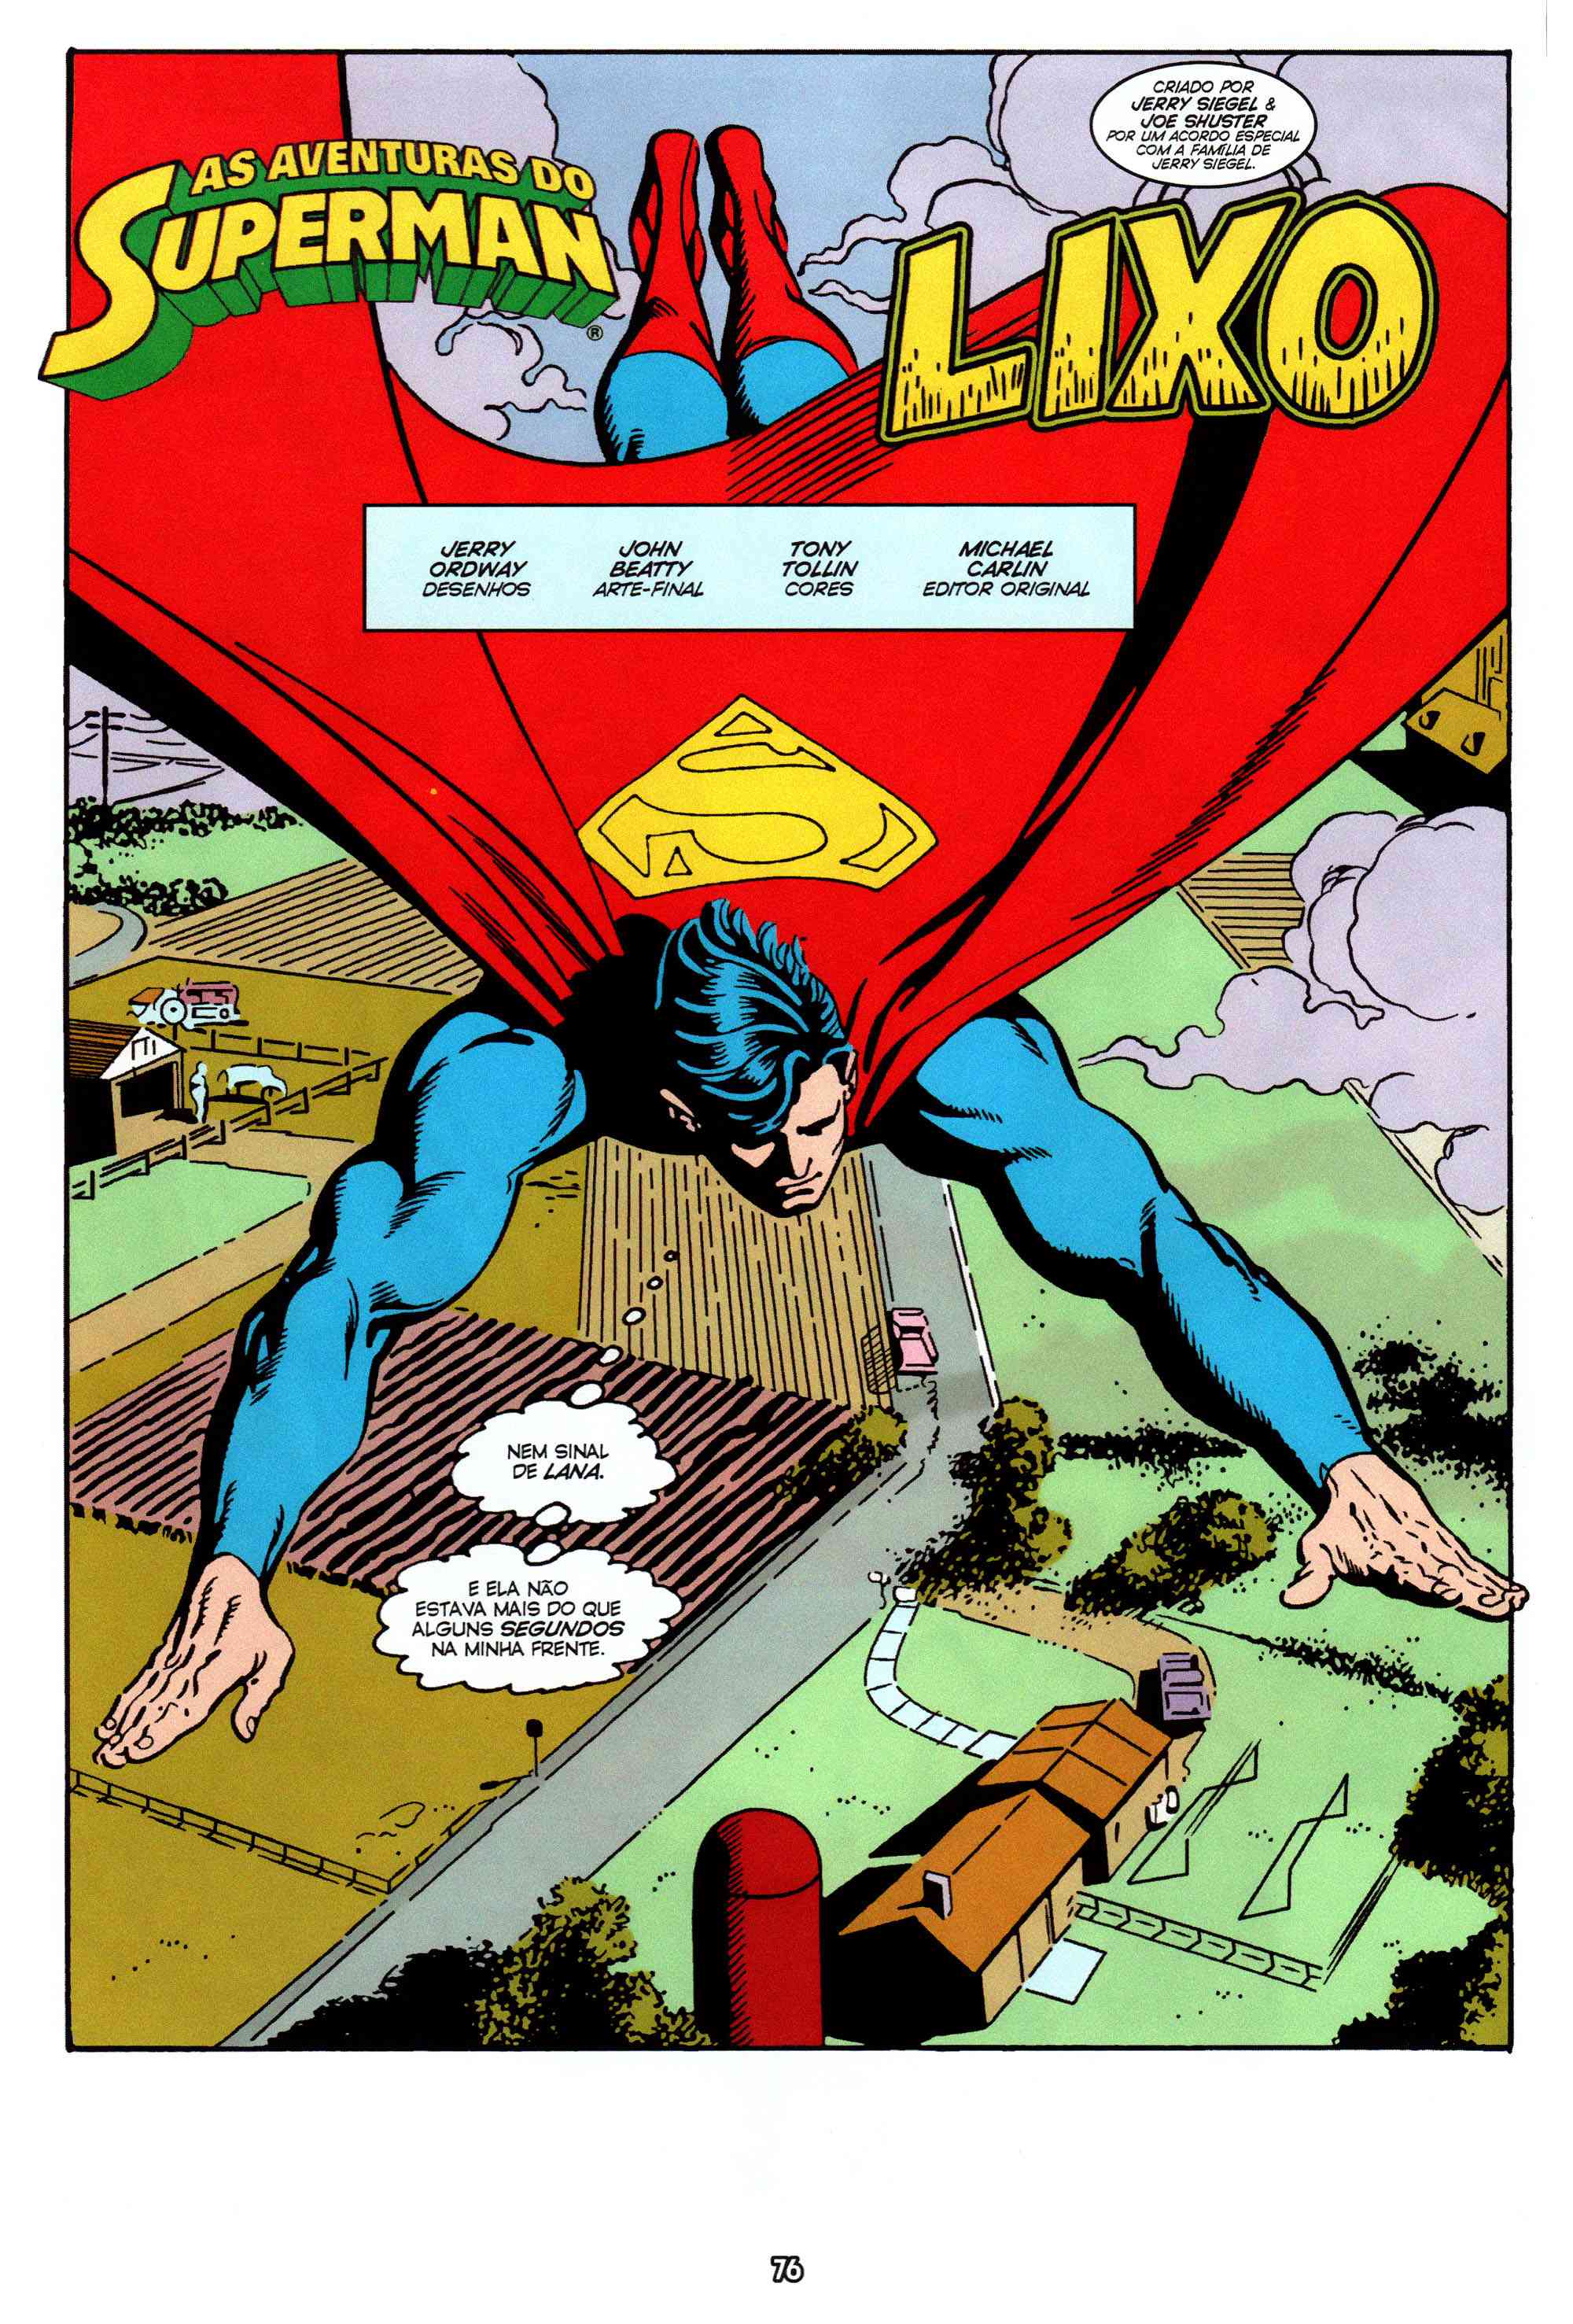 AS AVENTURAS DO
SUPERMAN
®
CRIADO POR
JERRY SIEGEL &
JOE SHUSTER
POR UM ACORDO ESPECIAL
COM A FAMÍLIA DE
JERRY SIEGEL.
LIXO
JERRY
ORDWAY
DESENHOS
JOHN
BEATTY
ARTE-FINAL
TONY
TOLLIN
CORES
MICHAEL
CARLIN
EDITOR ORIGINAL
S
NEM SINAL
DE LANA.
E ELA NÃO
ESTAVA MAIS DO QUE
ALGUNS SEGUNDOS
NA MINHA FRENTE.
76